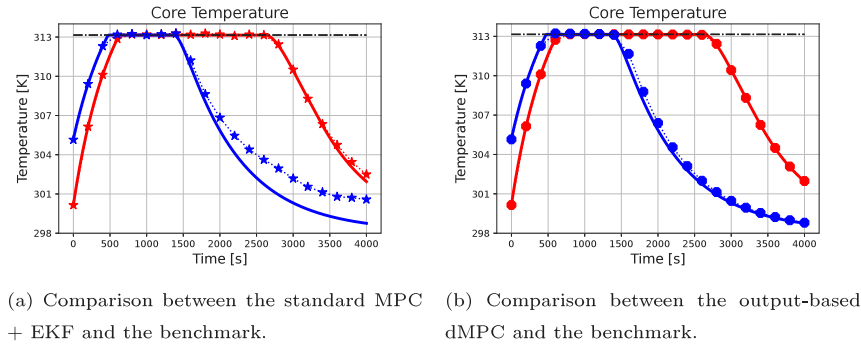 Core Temperature
Temperature [K]
313
310
307
304
301
298
0 500 1000 1500 2000 2500 3000 3500 4000
Time [s]
(a) Comparison between the standard MPC
+ EKF and the benchmark.
Core Temperature
Temperature [K]
313
310
307
304
301
298
0 500 1000 1500 2000 2500 3000 3500 4000
Time [s]
(b) Comparison between the output-based
dMPC and the benchmark.